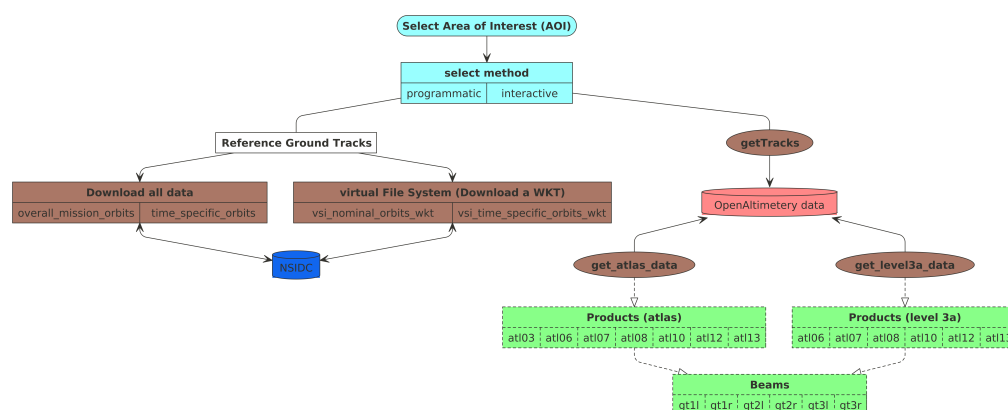 Select Area of Interest (AOI)
select method
programmatic interactive
Reference Ground Tracks
getTracks
Download all data
overall_mission_orbits time_specific_orbits
virtual File System (Download a WKT)
vsi_nominal_orbits_wkt vsi_time_specific_orbits_wkt
OpenAltimetery data
NSIDC
get_atlas_data
get_level3a_data
Products (atlas)
atl03 atl06 atl07 atl08 atl10 atl12 atl13
Products (level 3a)
atl06 atl07 atl08 atl10 atl12
Beams
gt1l gt1r gt2l gt2r gt3l gt3r